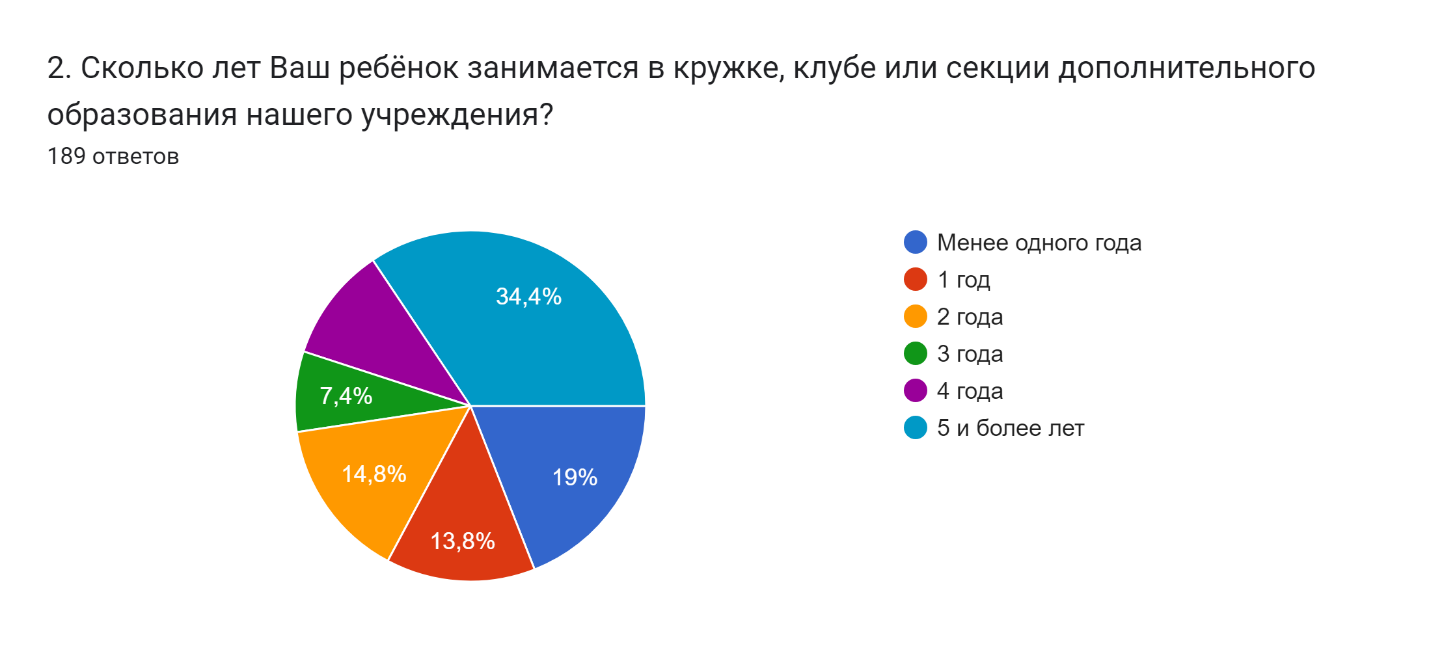 2. Сколько лет Ваш ребёнок занимается в кружке, клубе или секции дополнительного
образования нашего учреждения?
189 ответов
34,4%
7,4%
14,8%
13,8%
19%
Менее одного года
1 год
2 года
3 года
4 года
5 и более лет